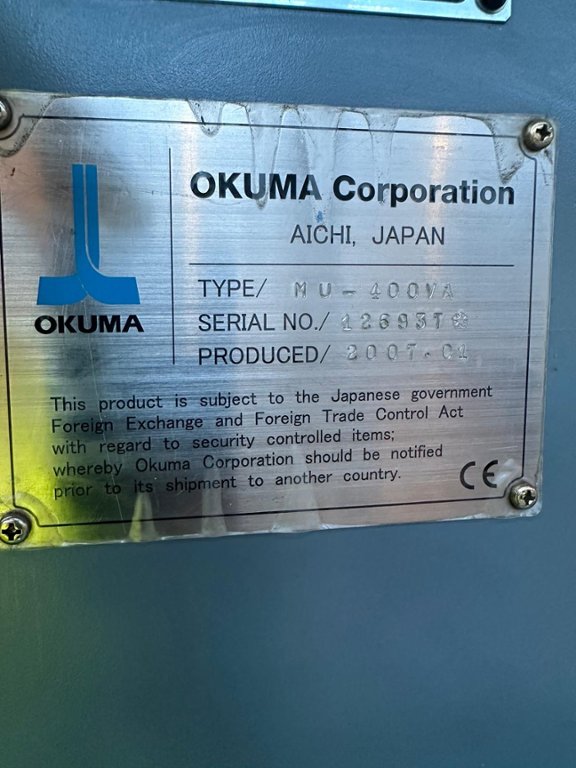 OKUMA Corporation
AICHI, JAPAN
OKUMA
TYPE/ MU-400VA
SERIAL NO./
PRODUCED/ 2007.01
This product is subject to the Japanese government
Foreign Exchange and Foreign Trade Control Act
with regard to security controlled items;
whereby Okuma Corporation should be notified
prior to its shipment to another country.
CE